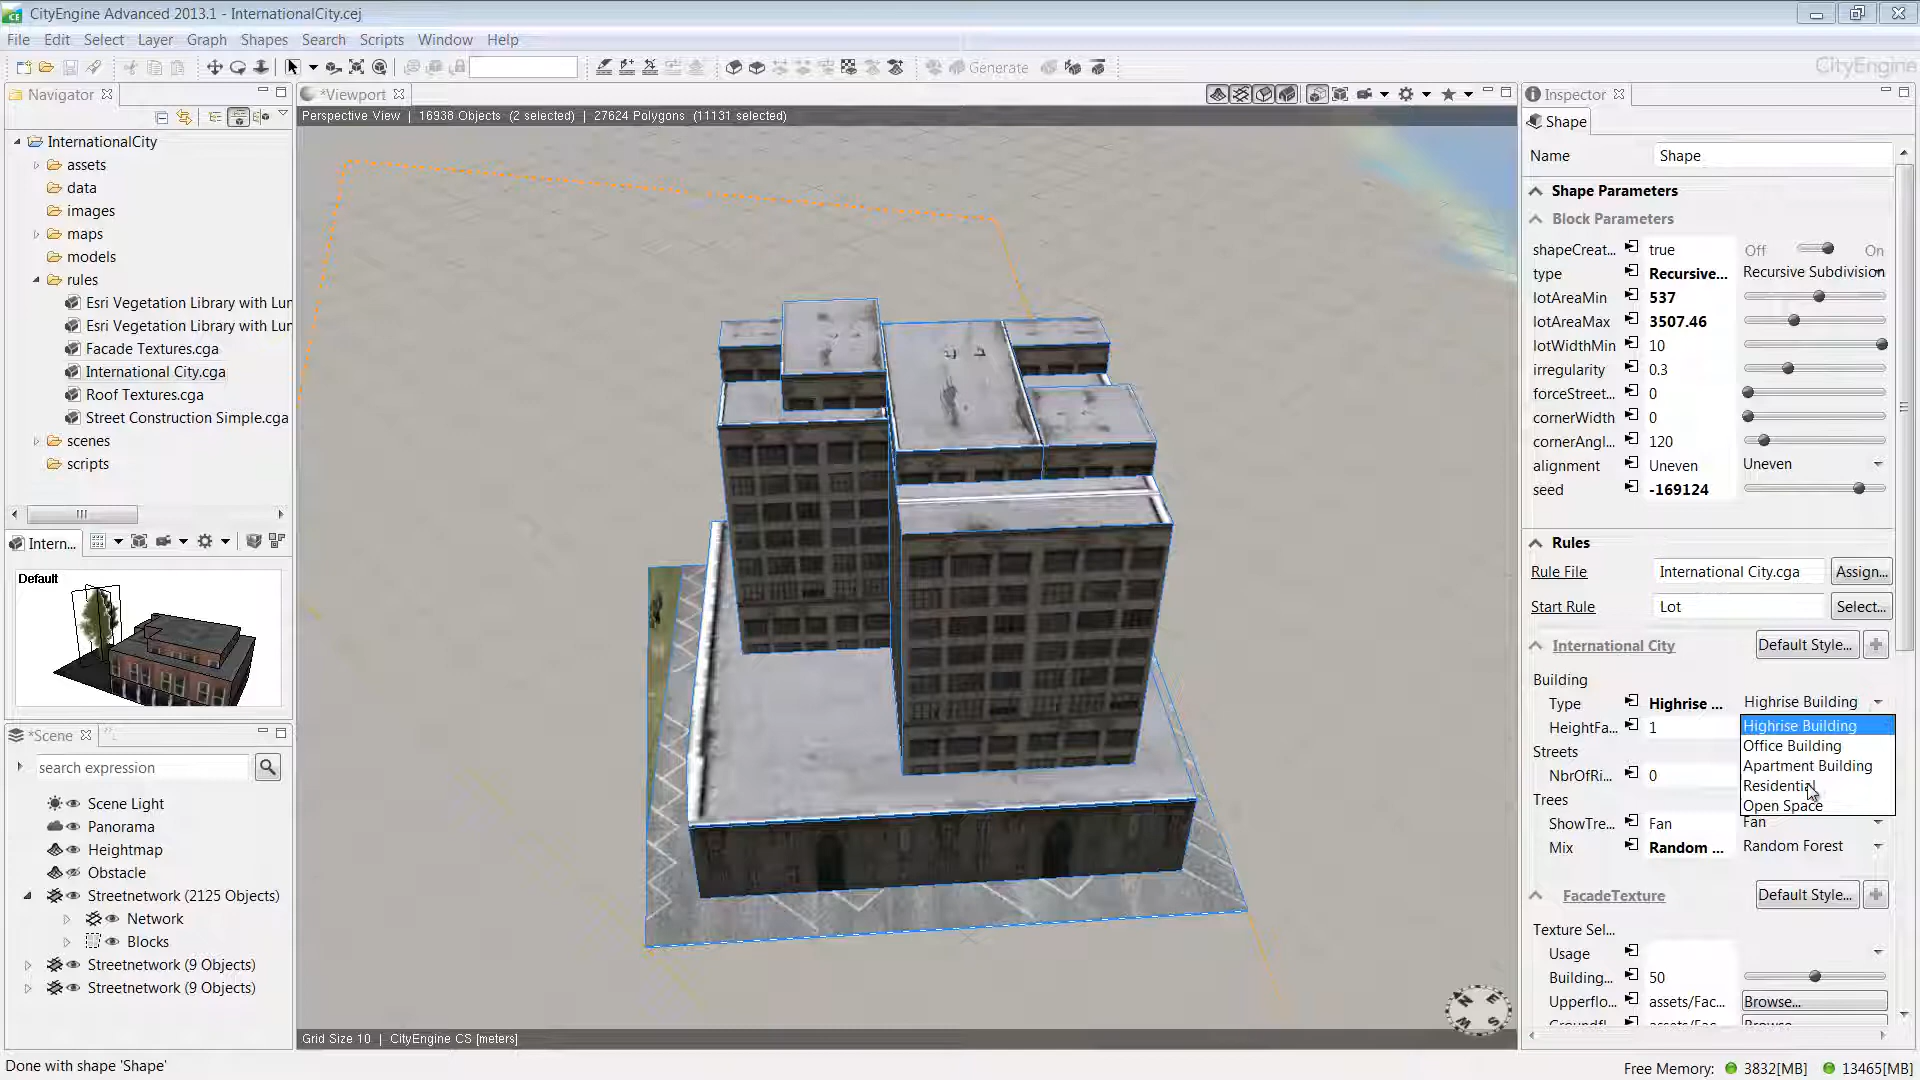 CityEngine Advanced 2013.1 - InternationalCity.cej
File Edit Select Layer Graph Shapes Search Scripts Window Help
Generate
CityEngine
Navigator
InternationalCity
assets
data
images
maps
models
rules
Esri Vegetation Library with Lur
Esri Vegetation Library with Lur
Facade Textures.cga
International City.cga
Roof Textures.cga
Street Construction Simple.cga
scenes
scripts
Intern...
Default
*Scene
search expression
Scene Light
Panorama
Heightmap
Obstacle
Streetnetwork (2125 Objects)
Network
Blocks
Streetnetwork (9 Objects)
Streetnetwork (9 Objects)
*Viewport
Perspective View | 16938 Objects (2 selected) | 27624 Polygons (11131 selected)
N E S W
Grid Size 10 | CityEngine CS [meters]
Inspector
Shape
Name Shape
Shape Parameters
Block Parameters
shapeCreat... true Off On
type Recursive... Recursive Subdivision
lotAreaMin 537
lotAreaMax 3507.46
lotWidthMin 10
irregularity 0.3
forceStreet... 0
cornerWidth 0
cornerAngl... 120
alignment Uneven Uneven
seed -169124
Rules
Rule File International City.cga Assign...
Start Rule Lot Select...
International City Default Style... +
Building
Type Highrise ... Highrise Building
HeightFa... 1
Highrise Building
Office Building
Apartment Building
Residential
Open Space
Streets
NbrOfRi... 0
Trees
ShowTre... Fan Fan
Mix Random ... Random Forest
FacadeTexture Default Style... +
Texture Sel...
Usage
Building... 50
Upperflo... assets/Fac... Browse...
Groundfl... assets/Fac... Browse...
Done with shape 'Shape'
Free Memory: 3832[MB] 13465[MB]